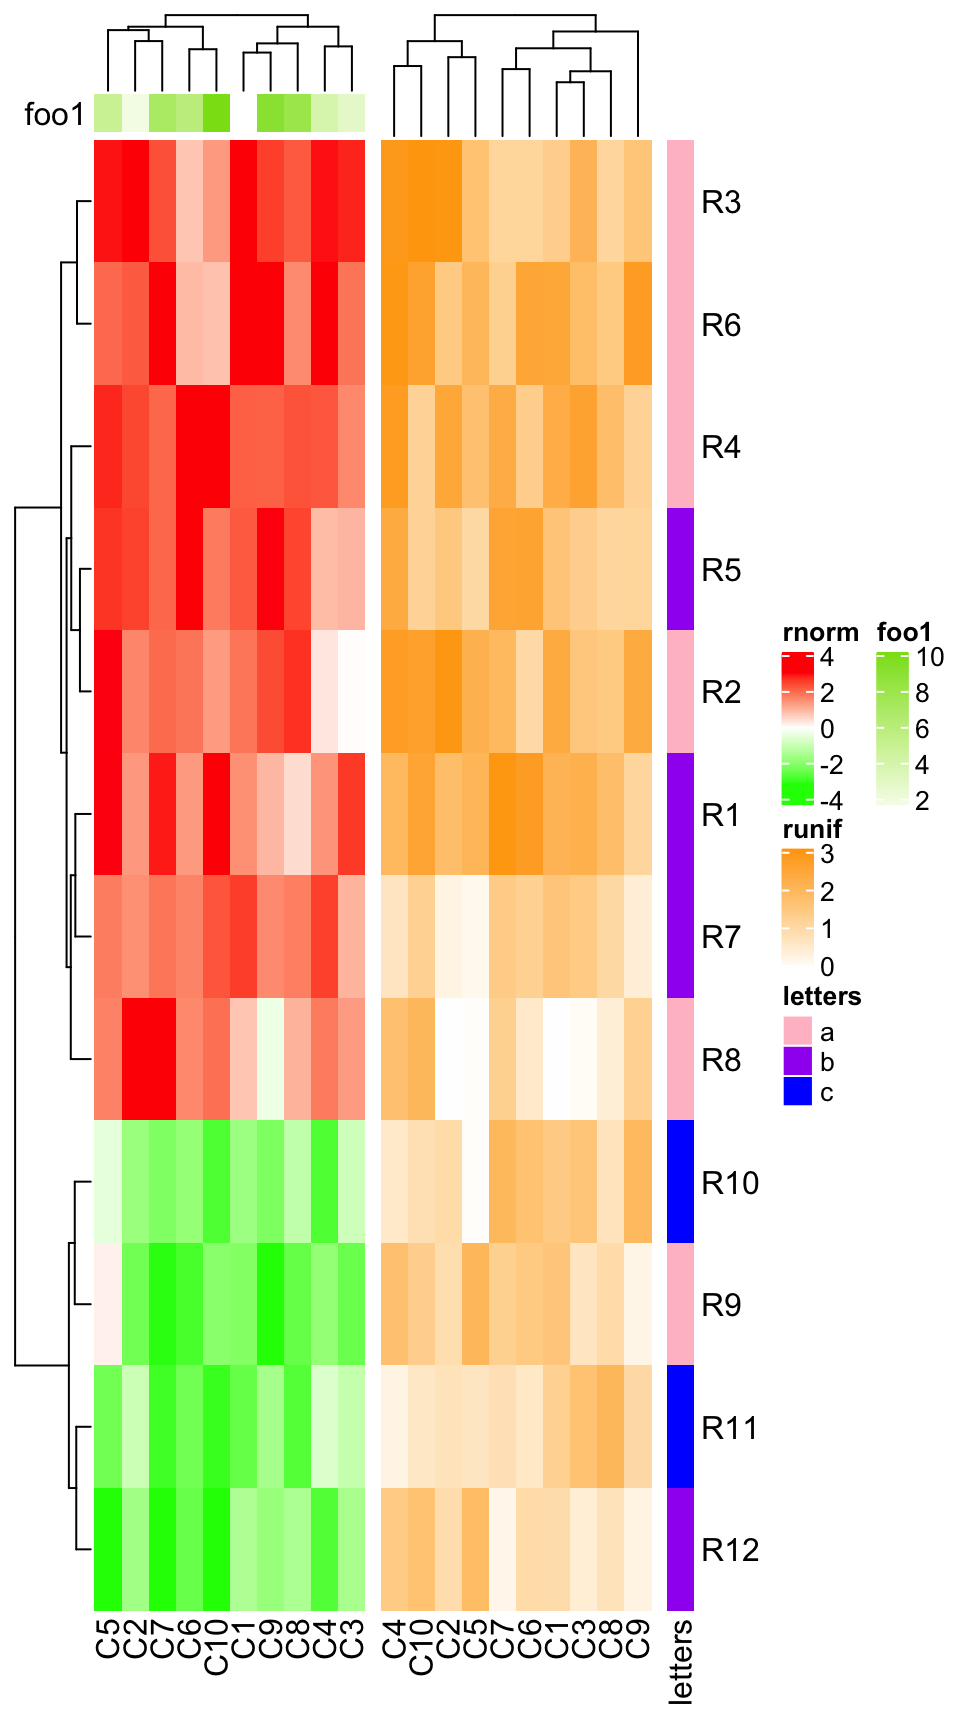 foo1
R3
R6
R4
R5
R2
R1
R7
R8
R10
R9
R11
R12
C5 C2 C7 C6 C10 C1 C9 C8 C4 C3
C4 C10 C2 C5 C7 C6 C1 C3 C8 C9
letters
rnorm
4
2
0
-2
-4
foo1
10
8
6
4
2
runif
3
2
1
0
letters
a
b
c